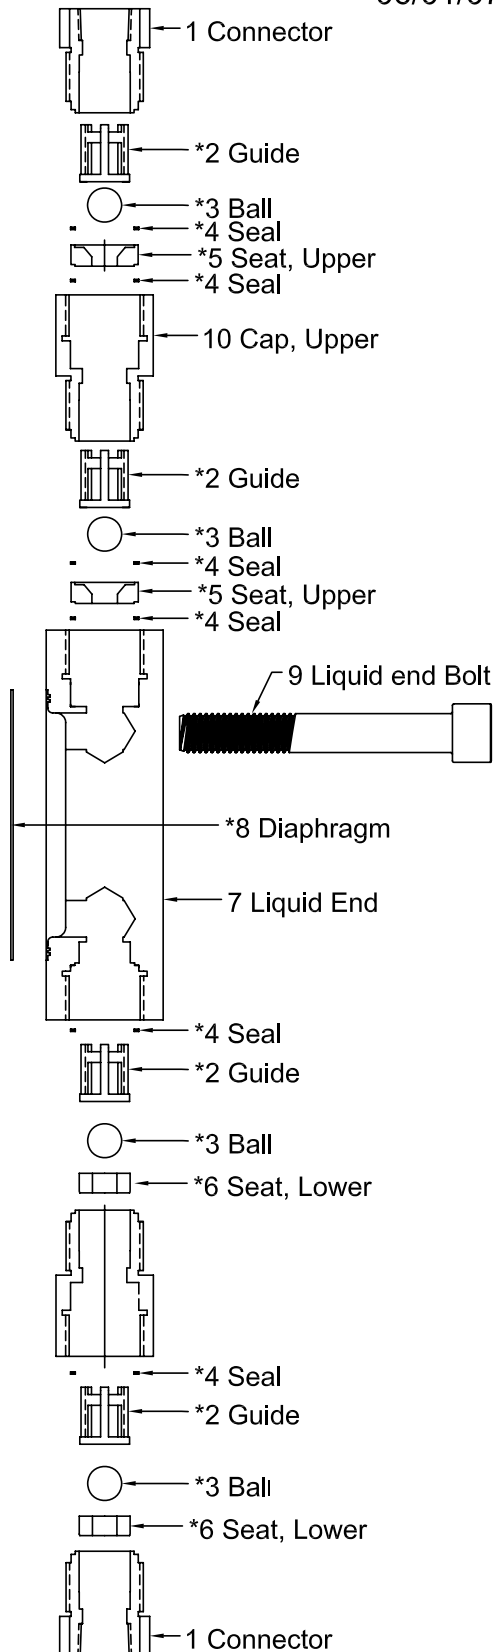 1 Connector
*2 Guide
*3 Ball
*4 Seal
*5 Seat, Upper
*4 Seal
10 Cap, Upper
*2 Guide
*3 Ball
*4 Seal
*5 Seat, Upper
*4 Seal
9 Liquid end Bolt
*8 Diaphragm
7 Liquid End
*4 Seal
*2 Guide
*3 Ball
*6 Seat, Lower
*4 Seal
*2 Guide
*3 Ball
*6 Seat, Lower
1 Connector